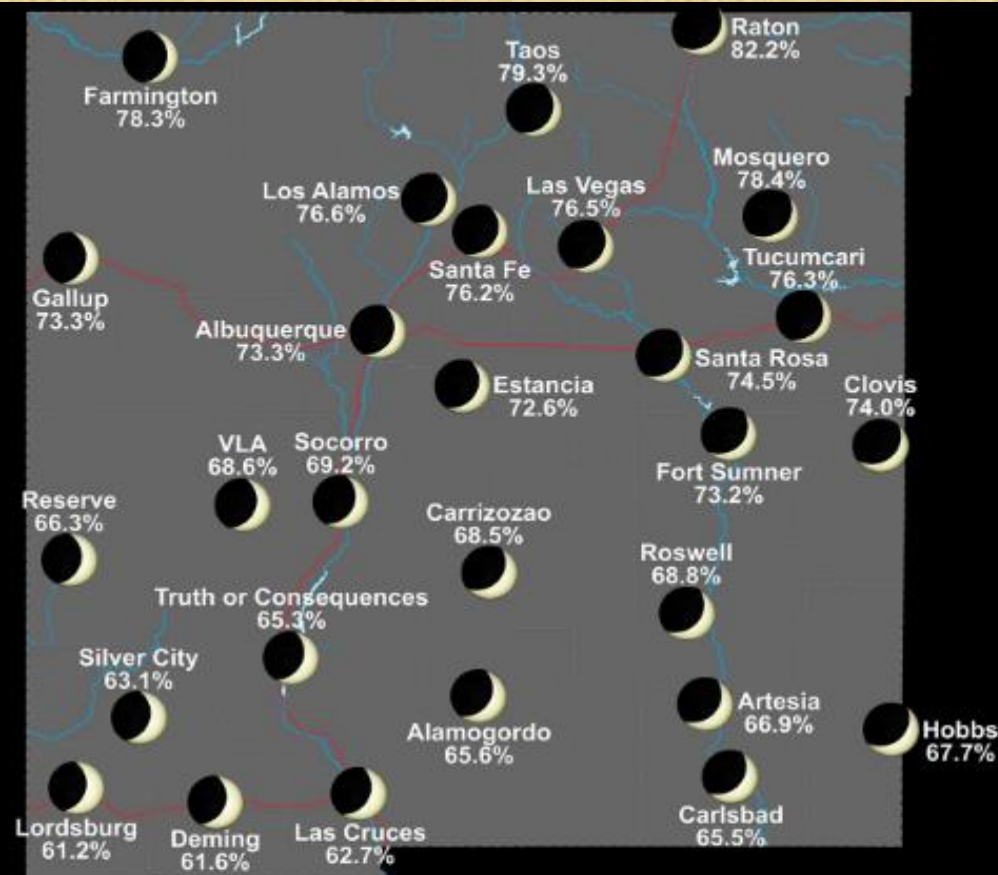 Raton
82.2%
Taos
79.3%
Farmington
78.3%
Mosquero
78.4%
Los Alamos
76.6%
Las Vegas
76.5%
Santa Fe
76.2%
Tucumcari
76.3%
Gallup
73.3%
Albuquerque
73.3%
Santa Rosa
74.5%
Estancia
72.6%
Clovis
74.0%
VLA
68.6%
Socorro
69.2%
Fort Sumner
73.2%
Reserve
66.3%
Carrizozao
68.5%
Roswell
68.8%
Truth or Consequences
65.3%
Silver City
63.1%
Alamogordo
65.6%
Artesia
66.9%
Hobbs
67.7%
Lordsburg
61.2%
Deming
61.6%
Las Cruces
62.7%
Carlsbad
65.5%